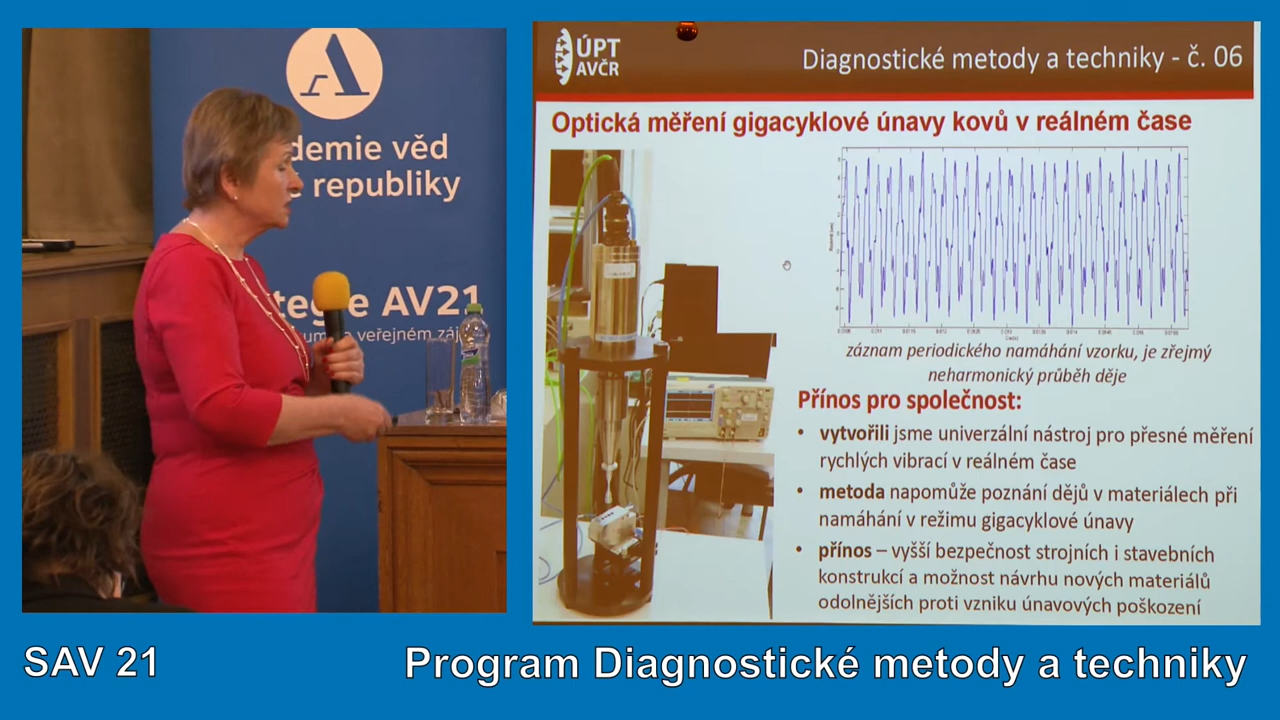 demie věd
republiky
tegie AV21
um
veřejném záj
ÚPT
AVČR
Diagnostické metody a techniky - č. 06
Optická měření gigacyklové únavy kovů v reálném čase
záznam periodického namáhání vzorku, je zřejmý
neharmonický průběh děje
Přínos pro společnost:
• vytvořili jsme univerzální nástroj pro přesné měření
rychlých vibrací v reálném čase
• metoda napomůže poznání dějů v materiálech při
namáhání v režimu gigacyklové únavy
• přínos – vyšší bezpečnost strojních i stavebních
konstrukcí a možnost návrhu nových materiálů
odolnějších proti vzniku únavových poškození
SAV 21
Program Diagnostické metody a techniky